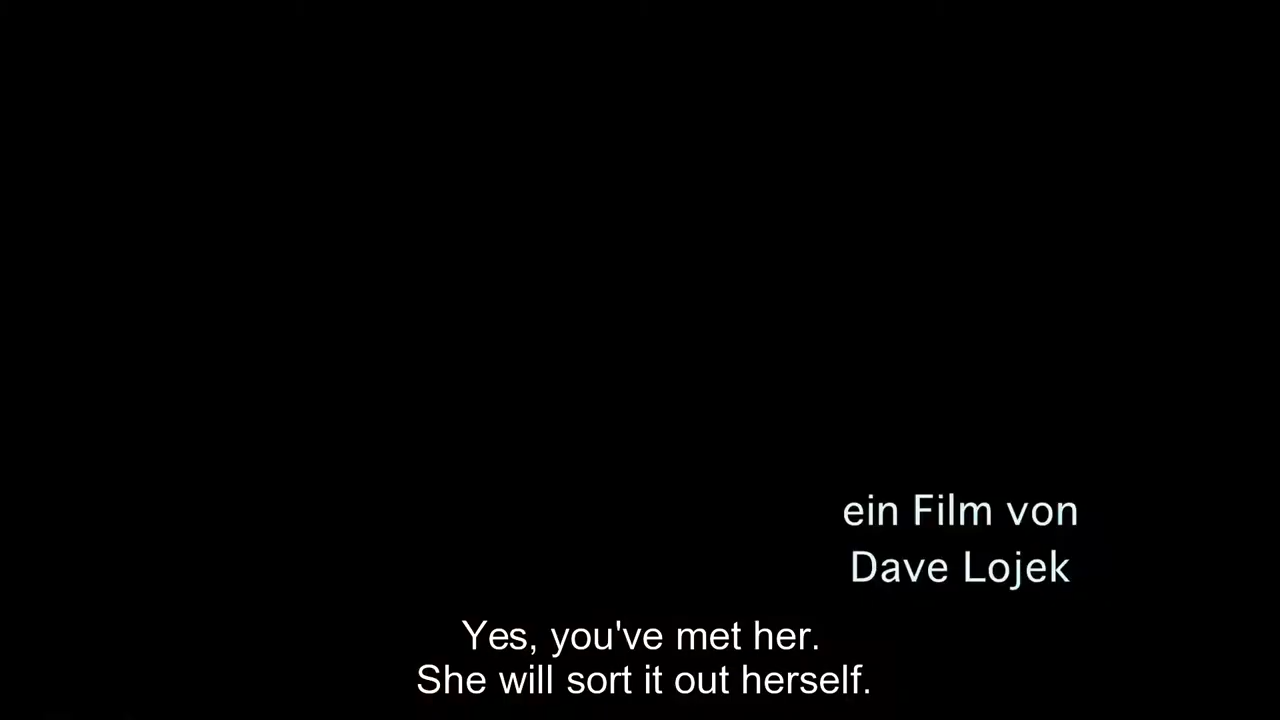 ein Film von
Dave Lojek
Yes, you've met her.
She will sort it out herself.